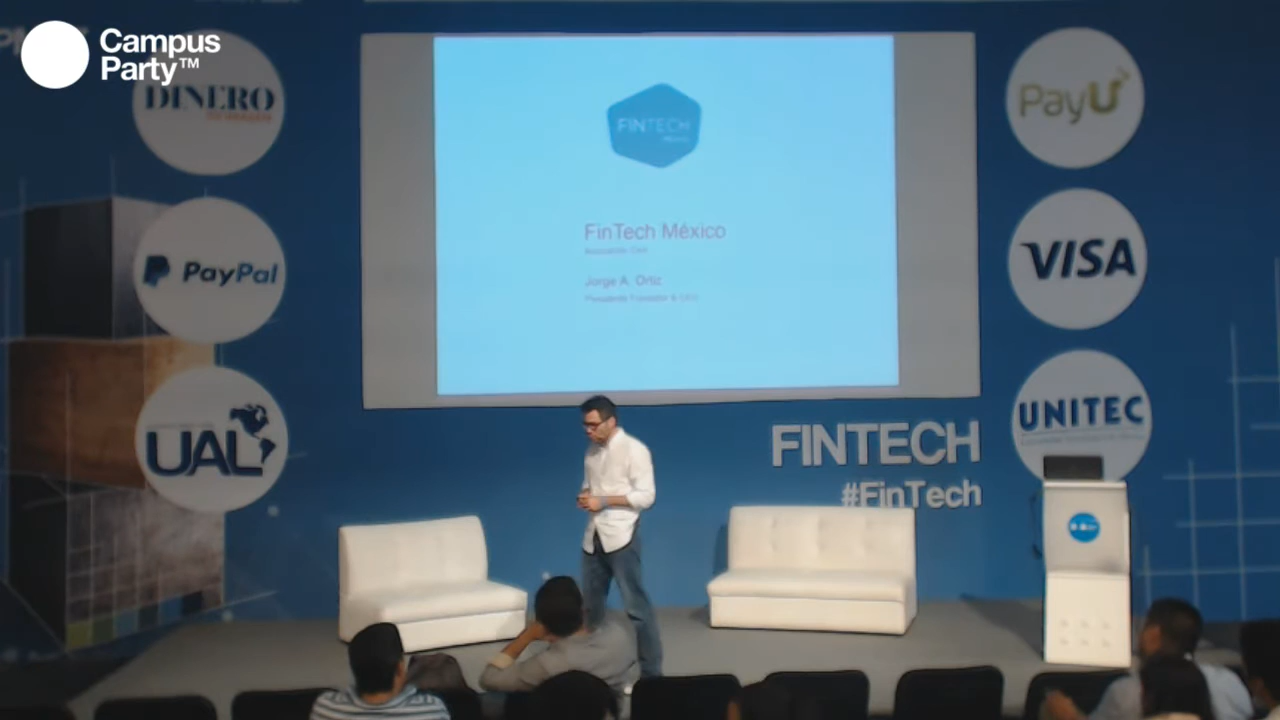 Campus
Party™
DINERO
PayPal
UAL
FINTECH
FinTech México
Jorge A. Ortiz
PayU
VISA
UNITEC
FINTECH
#FinTech